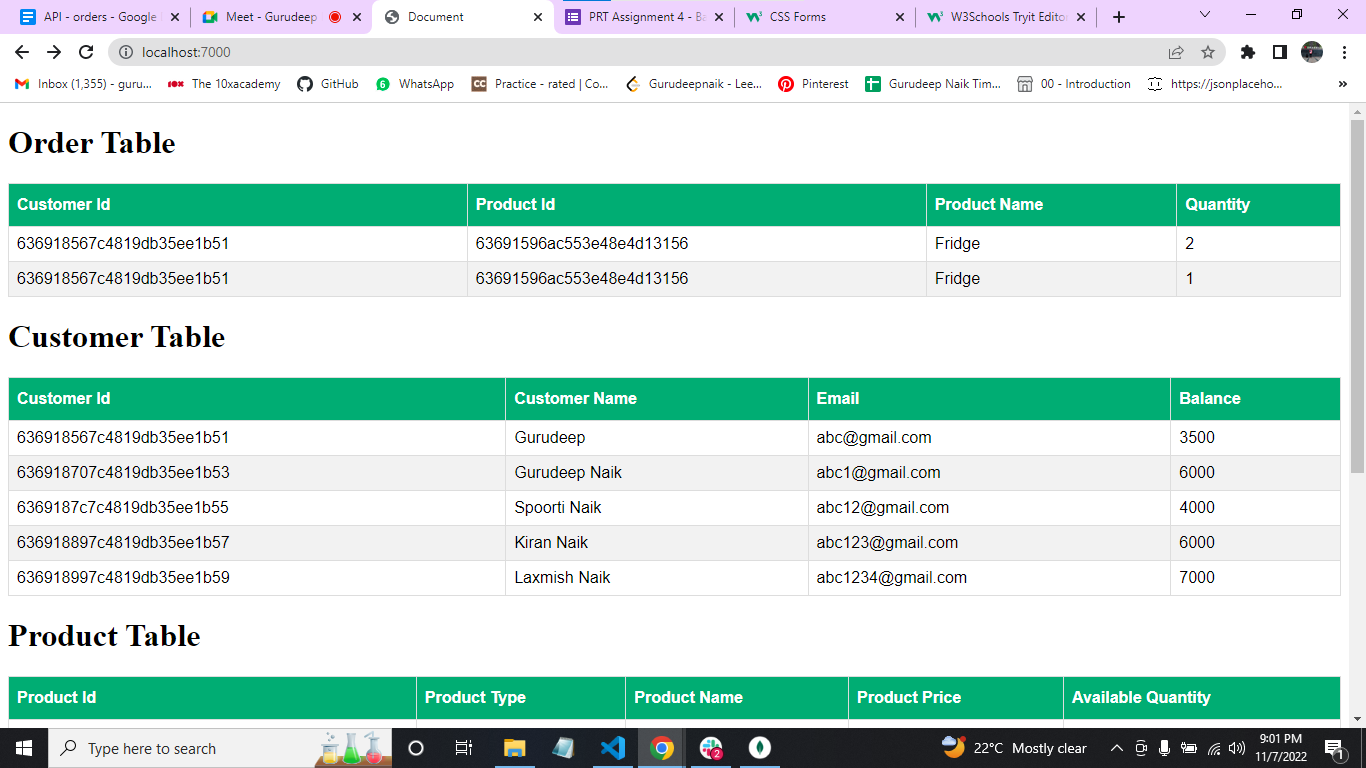 API - orders - Google Meet - Gurudeep Document PRT Assignment 4 - Ba CSS Forms W3Schools Tryit Editor
localhost:7000
Inbox (1,355) - guru... The 10xacademy GitHub WhatsApp Practice - rated | Co... Gurudeepnaik - Lee... Pinterest Gurudeep Naik Tim... 00 - Introduction https://jsonplaceho... »
Order Table
Customer Id Product Id Product Name Quantity
636918567c4819db35ee1b51 63691596ac553e48e4d13156 Fridge 2
636918567c4819db35ee1b51 63691596ac553e48e4d13156 Fridge 1
Customer Table
Customer Id Customer Name Email Balance
636918567c4819db35ee1b51 Gurudeep abc@gmail.com 3500
636918707c4819db35ee1b53 Gurudeep Naik abc1@gmail.com 6000
6369187c7c4819db35ee1b55 Spoorti Naik abc12@gmail.com 4000
636918897c4819db35ee1b57 Kiran Naik abc123@gmail.com 6000
636918997c4819db35ee1b59 Laxmish Naik abc1234@gmail.com 7000
Product Table
Product Id Product Type Product Name Product Price Available Quantity
Type here to search 2 22°C Mostly clear 9:01 PM
11/7/2022 1